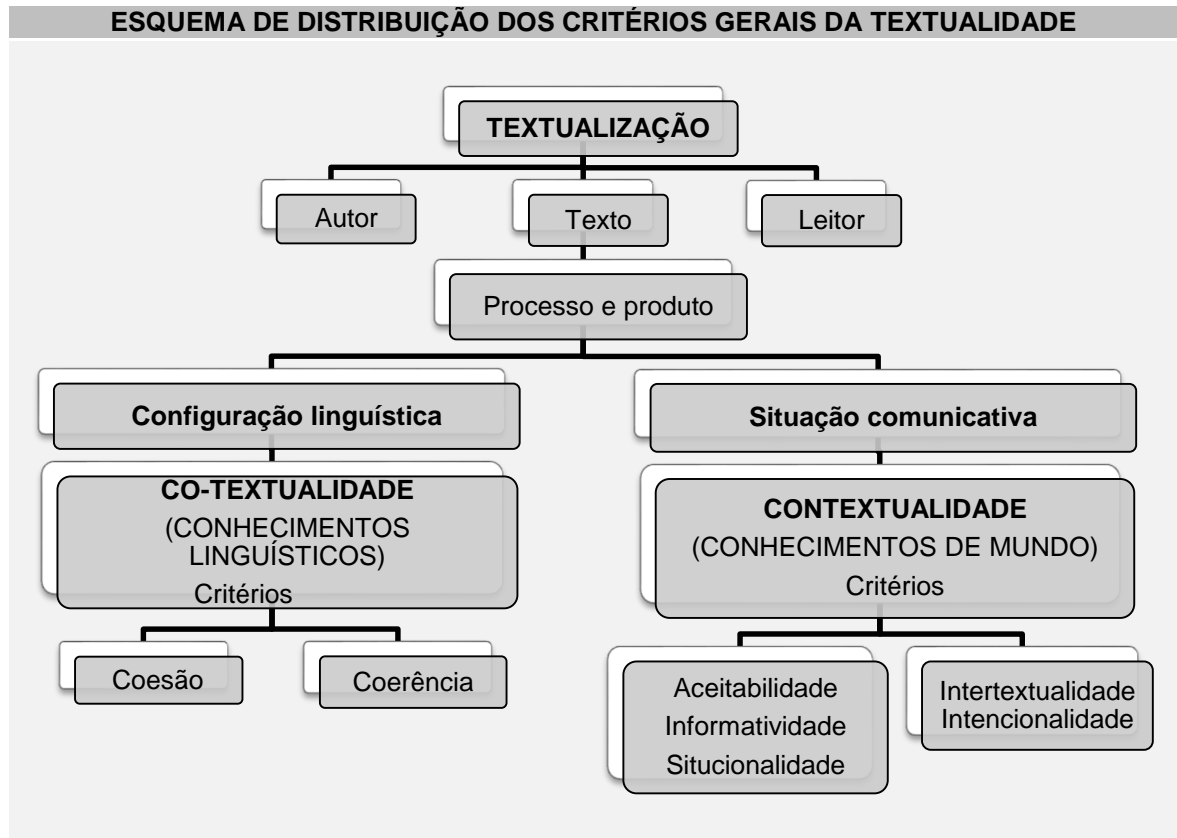 ESQUEMA DE DISTRIBUIÇÃO DOS CRITÉRIOS GERAIS DA TEXTUALIDADE
TEXTUALIZAÇÃO
Autor
Texto
Leitor
Processo e produto
Configuração linguística
Situação comunicativa
CO-TEXTUALIDADE
(CONHECIMENTOS
LINGUÍSTICOS)
Critérios
CONTEXTUALIDADE
(CONHECIMENTOS DE MUNDO)
Critérios
Coesão
Coerência
Aceitabilidade
Informatividade
Situcionalidade
Intertextualidade
Intencionalidade